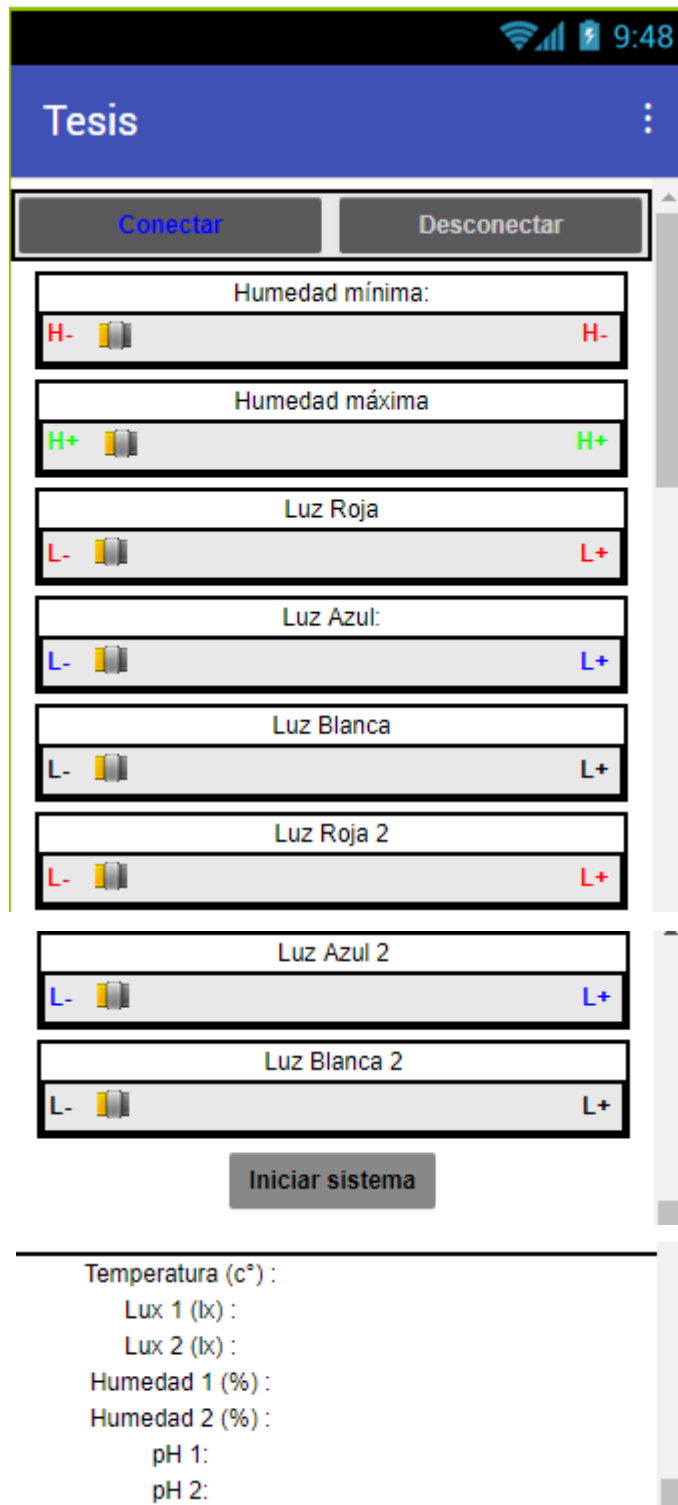 9:48
Tesis
Conectar Desconectar
Humedad mínima:
H- H-
Humedad máxima
H+ H+
Luz Roja
L- L+
Luz Azul:
L- L+
Luz Blanca
L- L+
Luz Roja 2
L- L+
Luz Azul 2
L- L+
Luz Blanca 2
L- L+
Iniciar sistema
Temperatura (c°) :
Lux 1 (lx) :
Lux 2 (lx) :
Humedad 1 (%) :
Humedad 2 (%) :
pH 1:
pH 2: